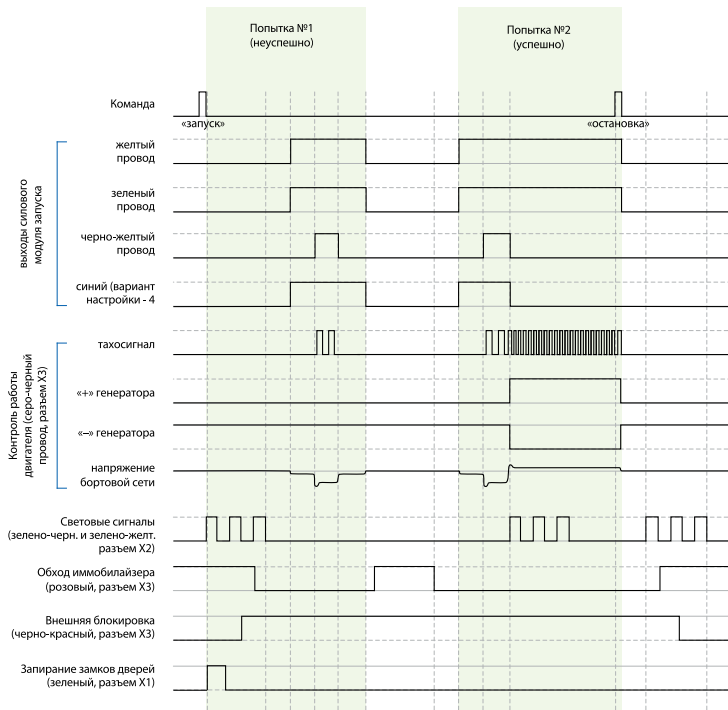 Попытка №1
(неуспешно)
Попытка №2
(успешно)
Команда
«запуск»
«остановка»
выходы силового
модуля запуска
желтый
провод
зеленый
провод
черно-желтый
провод
синий (вариант
настройки - 4
Контроль работы
двигателя (серо-черный
провод, разъем X3)
тахосигнал
«+» генератора
«–» генератора
напряжение
бортовой сети
Световые сигналы
(зелено-черн. и зелено-желт.
разъем X2)
Обход иммобилайзера
(розовый, разъем X3)
Внешняя блокировка
(черно-красный, разъем X3)
Запирание замков дверей
(зеленый, разъем X1)